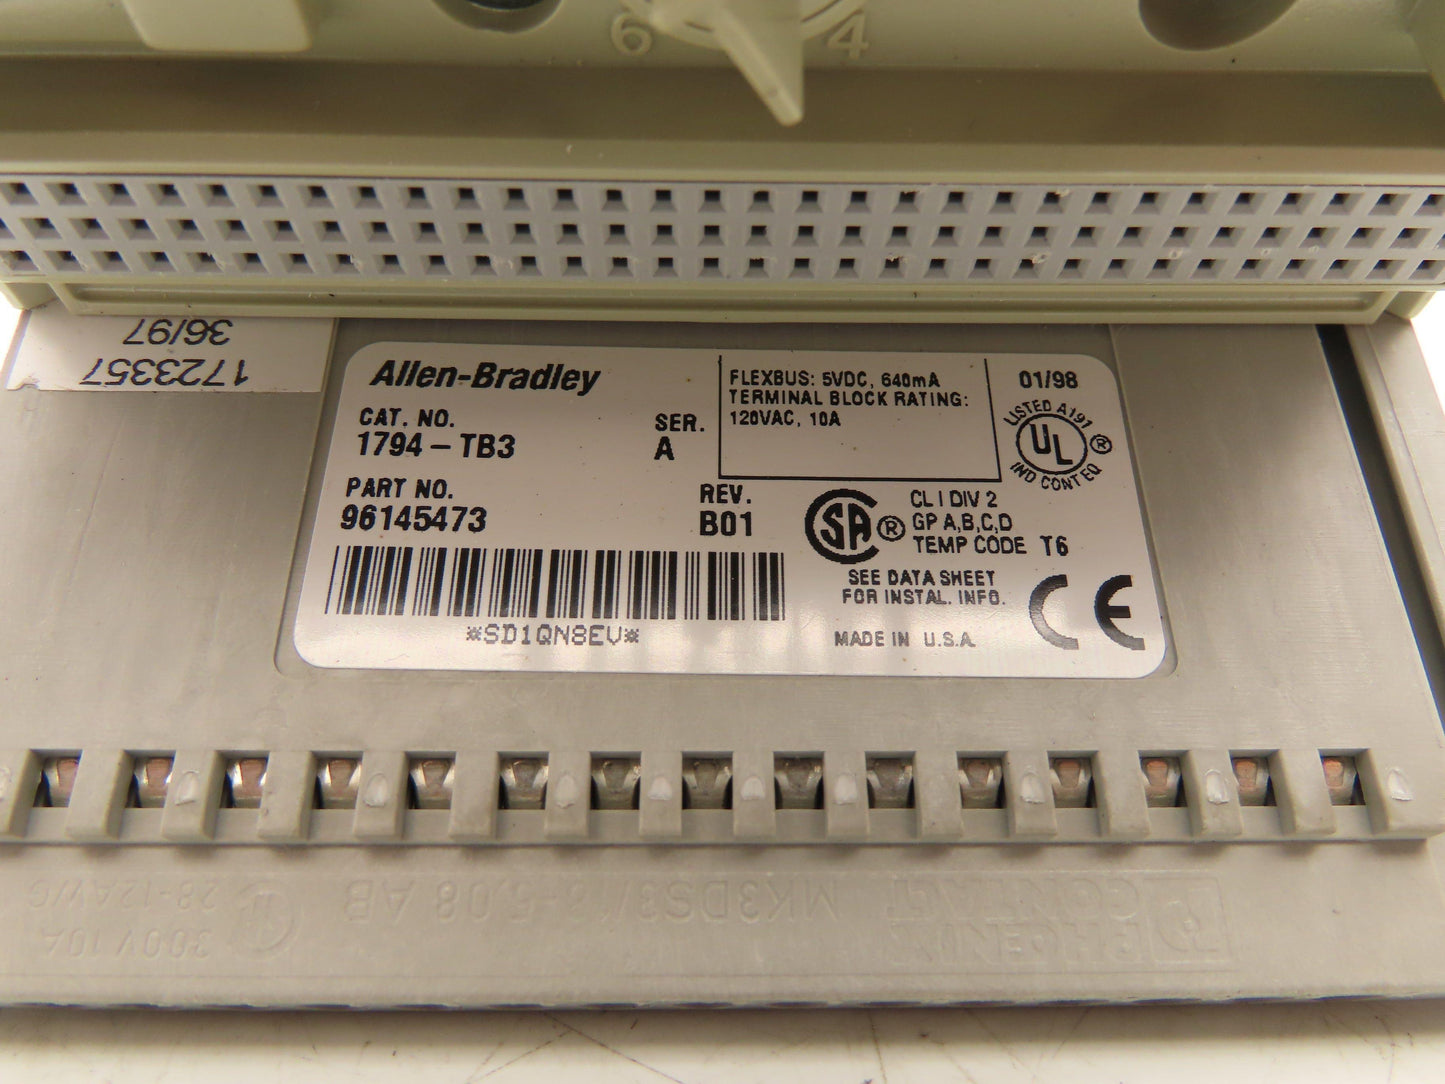 6 4
1723357
36/97
Allen-Bradley
CAT. NO.
1794-TB3
SER.
A
PART NO.
96145473
REV.
B01
*SD1QN8EV*
FLEXBUS: 5VDC, 640mA
TERMINAL BLOCK RATING:
120VAC, 10A
01/98
LISTED A191
UL ®
IND CONT EQ
SA ®
CL I DIV 2
GP A,B,C,D
TEMP CODE T6
SEE DATA SHEET
FOR INSTAL. INFO.
MADE IN U.S.A.
CE
PHOENIX
CONTACT
MK3DS3/16-5,08 AB
300V 10A
28-12AWG